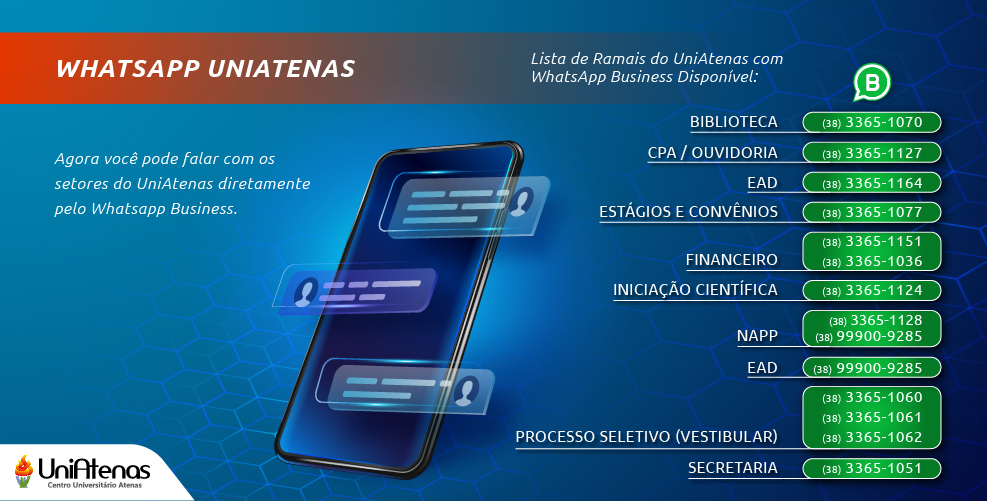 WHATSAPP UNIATENAS
Lista de Ramais do UniAtenas com
WhatsApp Business Disponível:
B
Agora você pode falar com os
setores do UniAtenas diretamente
pelo Whatsapp Business.
BIBLIOTECA (38) 3365-1070
CPA / OUVIDORIA (38) 3365-1127
EAD (38) 3365-1164
ESTÁGIOS E CONVÊNIOS (38) 3365-1077
(38) 3365-1151
FINANCEIRO (38) 3365-1036
INICIAÇÃO CIENTÍFICA (38) 3365-1124
(38) 3365-1128
NAPP (38) 99900-9285
EAD (38) 99900-9285
(38) 3365-1060
(38) 3365-1061
PROCESSO SELETIVO (VESTIBULAR) (38) 3365-1062
SECRETARIA (38) 3365-1051
UniAtenas
Centro Universitário Atenas